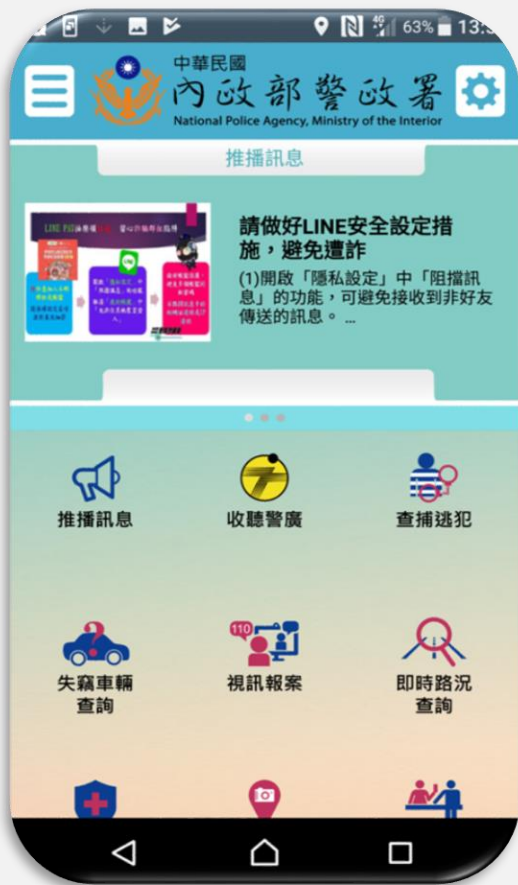 4G 63% 13:
中華民國
內政部警政署
National Police Agency, Ministry of the Interior
推播訊息
請做好LINE安全設定措
施，避免遭詐
(1)開啟「隱私設定」中「阻擋訊
息」的功能，可避免接收到非好友
傳送的訊息。 ...
推播訊息
收聽警廣
查捕逃犯
失竊車輛
查詢
110
視訊報案
即時路況
查詢